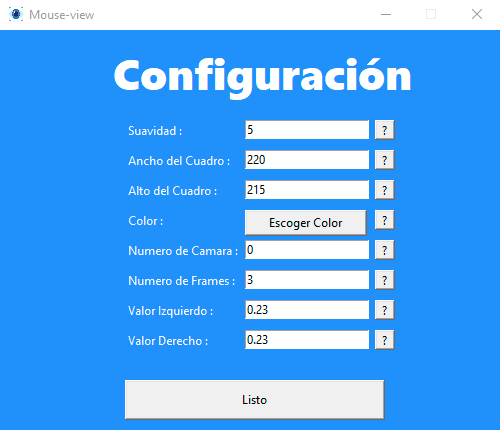 Mouse-view
Configuración
Suavidad : 5 ?
Ancho del Cuadro : 220 ?
Alto del Cuadro : 215 ?
Color : Escoger Color ?
Numero de Camara : 0 ?
Numero de Frames : 3 ?
Valor Izquierdo : 0.23 ?
Valor Derecho : 0.23 ?
Listo